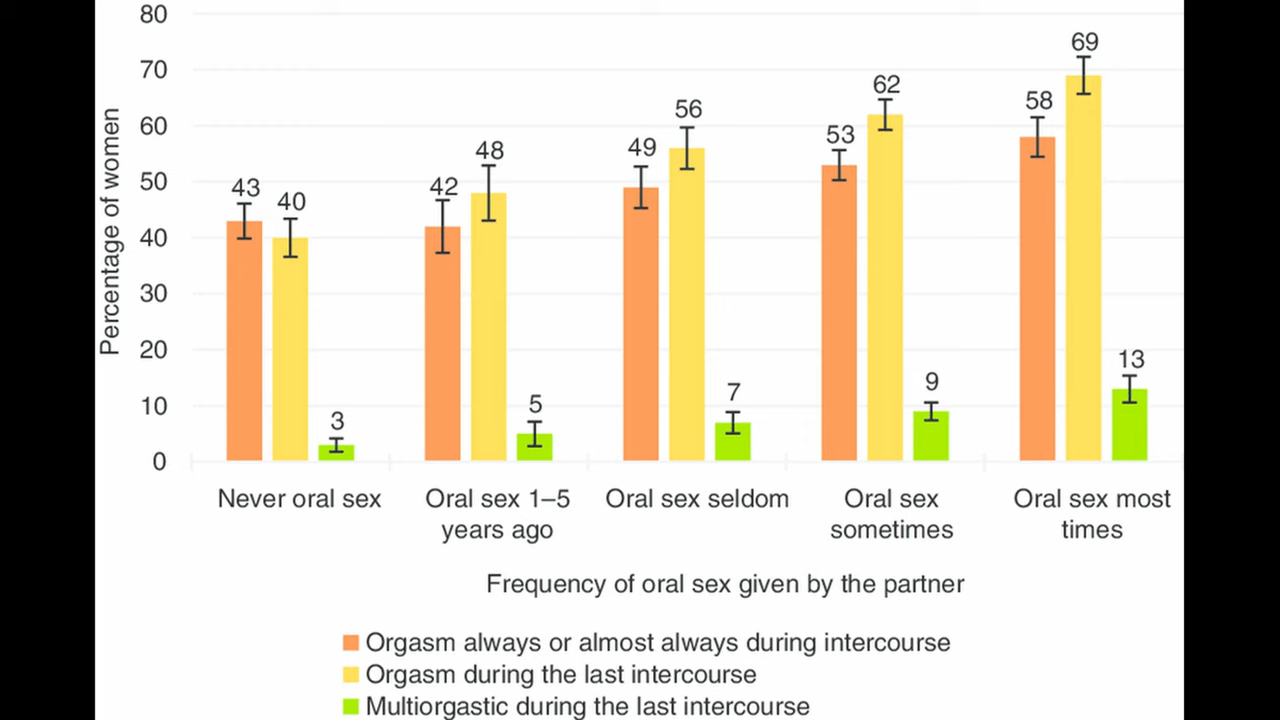 80
70
60
50
40
30
20
10
0
Percentage of women
43
40
3
42
48
5
49
56
7
53
62
9
58
69
13
Never oral sex
Oral sex 1–5
years ago
Oral sex seldom
Oral sex
sometimes
Oral sex most
times
Frequency of oral sex given by the partner
Orgasm always or almost always during intercourse
Orgasm during the last intercourse
Multiorgastic during the last intercourse